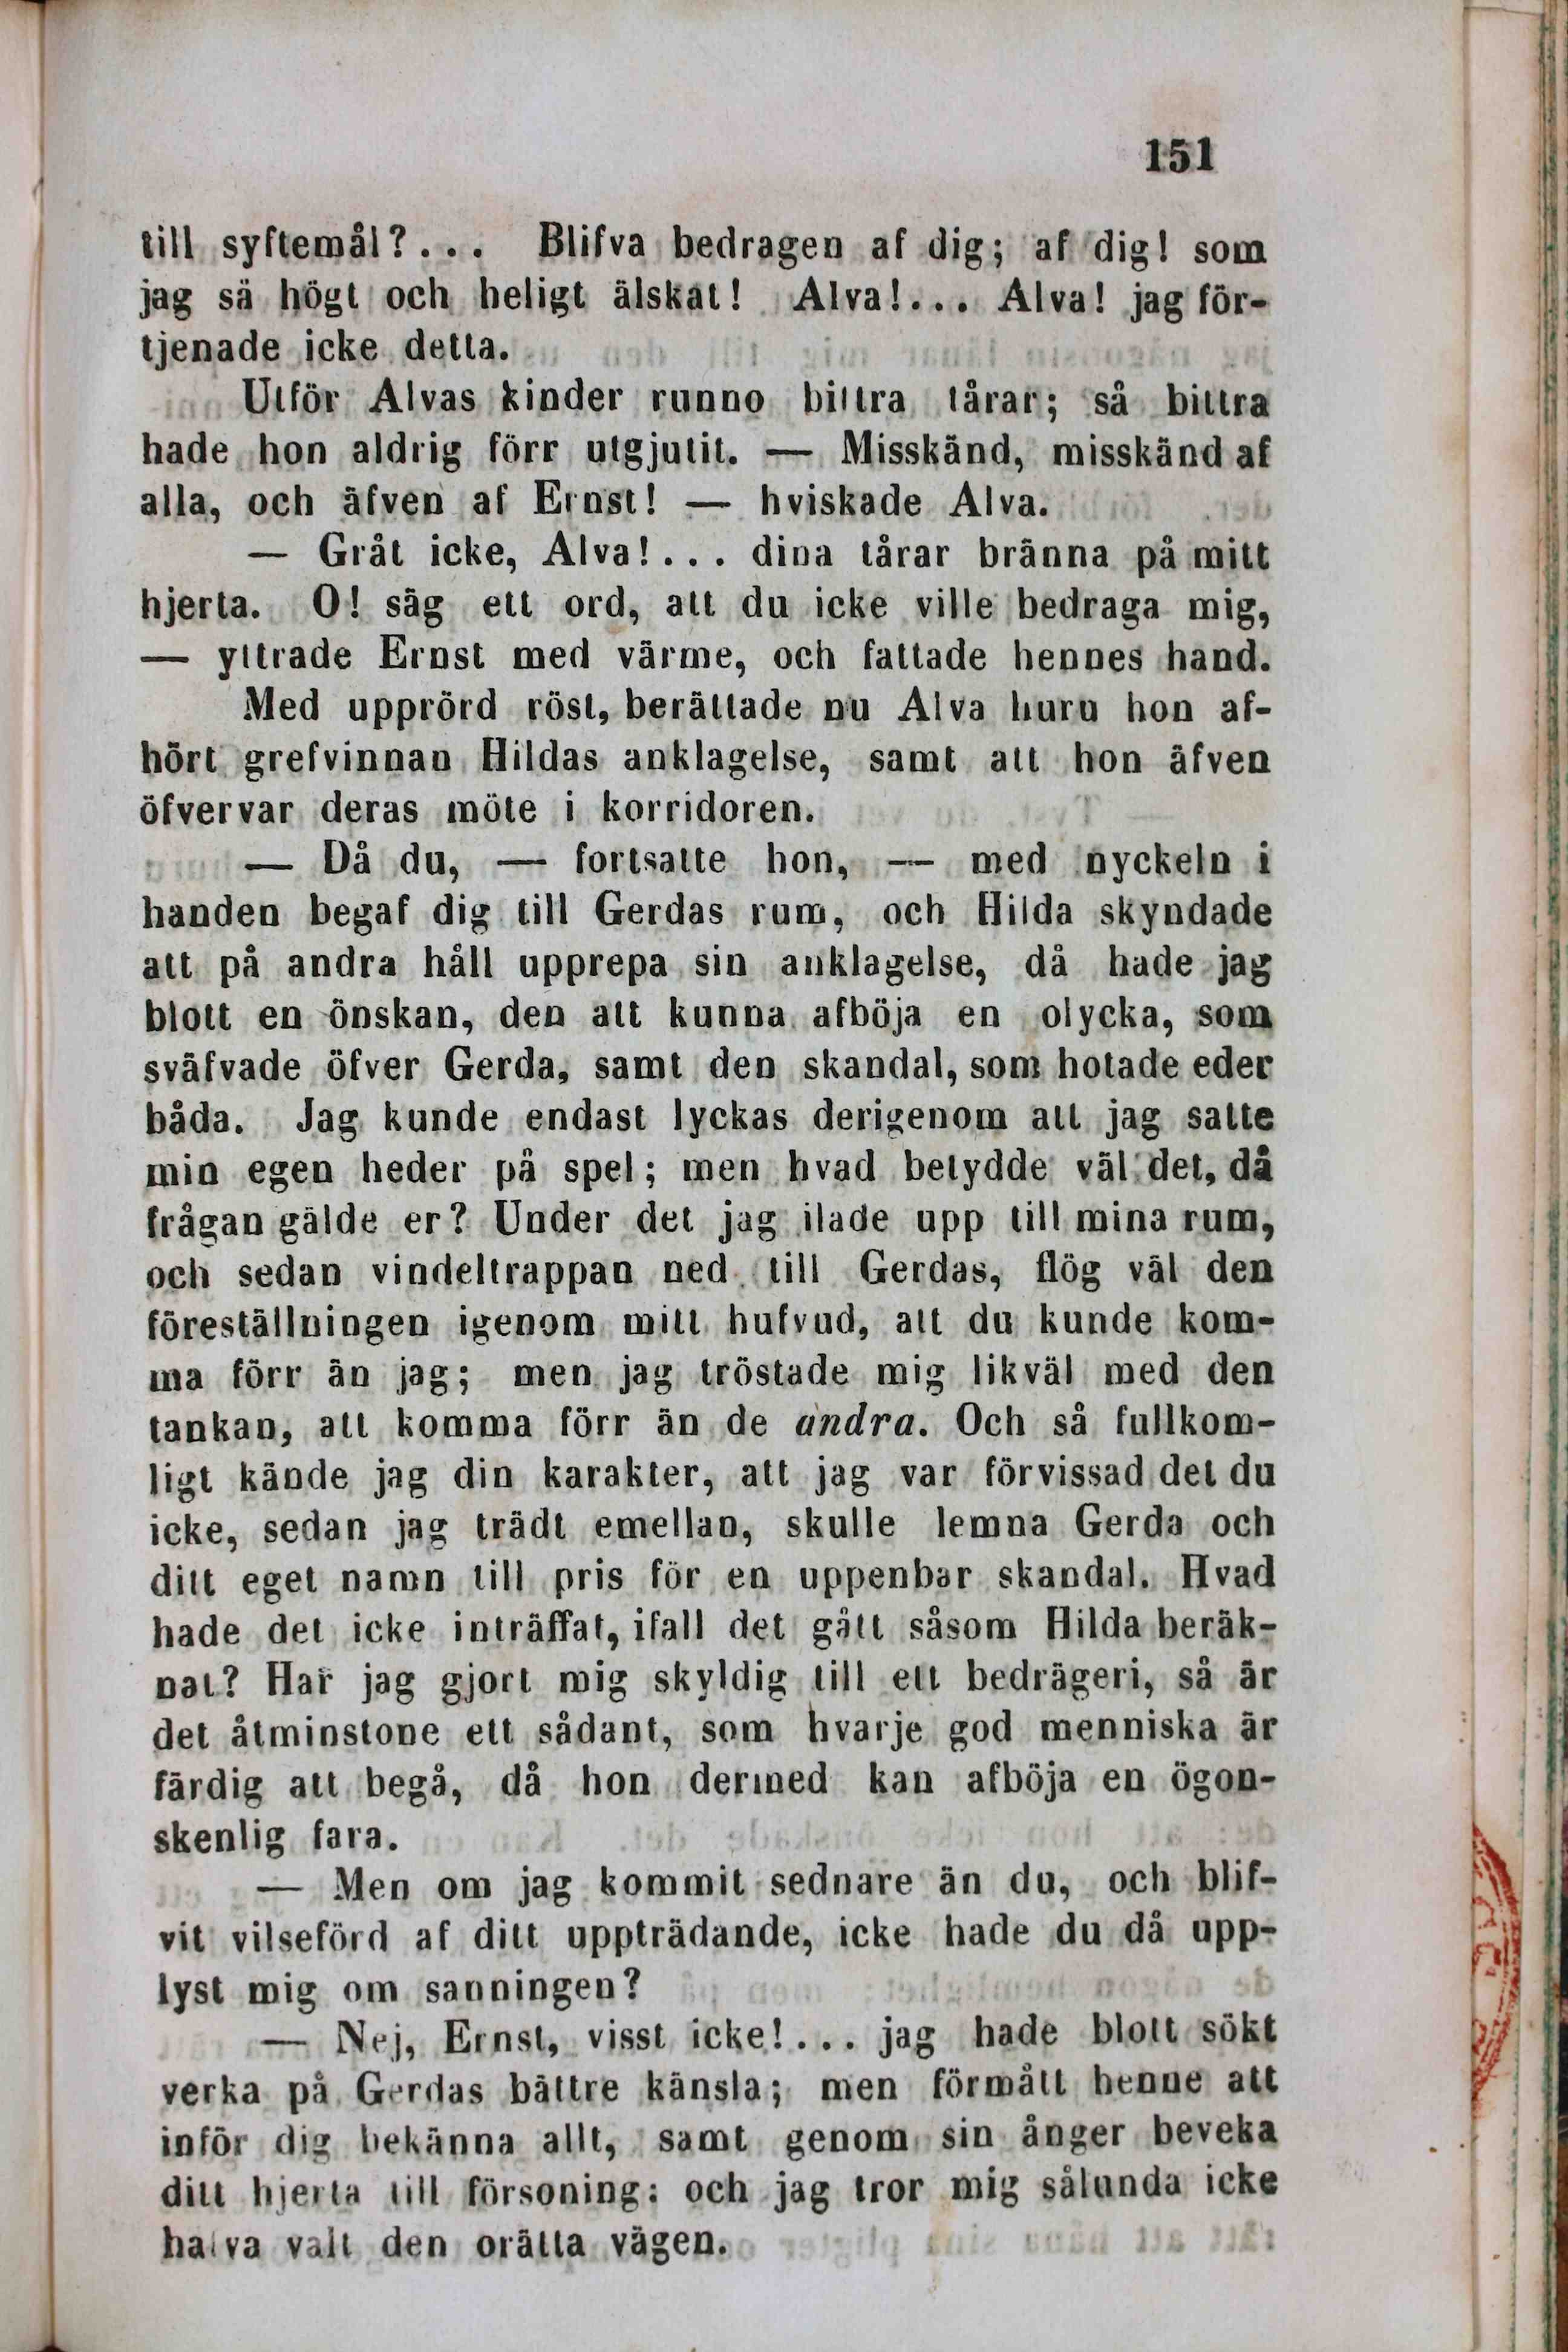 151
till syftemål?... Blifva bedragen af dig; af dig! som
jag så högt och heligt älskat! Alva!... Alva! jag för-
tjenade icke detta.
Utför Alvas kinder runno bittra tårar; så bittra
hade hon aldrig förr utgjutit. — Misskänd, misskänd af
alla, och äfven af Ernst! — hviskade Alva.
— Gråt icke, Alva!... dina tårar bränna på mitt
hjerta. O! säg ett ord, att du icke ville bedraga mig,
— yttrade Ernst med värme, och fattade hennes hand.
Med upprörd röst, berättade nu Alva huru hon af-
hört grefvinnan Hildas anklagelse, samt att hon äfven
öfvervar deras möte i korridoren.
— Då du, — fortsatte hon, — med nyckeln i
handen begaf dig till Gerdas rum, och Hilda skyndade
att på andra håll upprepa sin anklagelse, då hade jag
blott en önskan, den att kunna afböja en olycka, som
sväfvade öfver Gerda, samt den skandal, som hotade eder
båda. Jag kunde endast lyckas derigenom att jag satte
min egen heder på spel; men hvad betydde väl det, då
frågan gälde er? Under det jag ilade upp till mina rum,
och sedan vindeltrappan ned till Gerdas, flög väl den
föreställningen igenom mitt hufvud, att du kunde kom-
ma förr än jag; men jag tröstade mig likväl med den
tankan, att komma förr än de andra. Och så fullkom-
ligt kände jag din karakter, att jag var förvissad det du
icke, sedan jag trädt emellan, skulle lemna Gerda och
ditt eget namn till pris för en uppenbar skandal. Hvad
hade det icke inträffat, ifall det gått såsom Hilda beräk-
nat? Har jag gjort mig skyldig till ett bedrägeri, så är
det åtminstone ett sådant, som hvarje god menniska är
färdig att begå, då hon dermed kan afböja en ögon-
skenlig fara.
— Men om jag kommit sednare än du, och blif-
vit vilseförd af ditt uppträdande, icke hade du då upp-
lyst mig om sanningen?
— Nej, Ernst, visst icke!... jag hade blott sökt
verka på Gerdas bättre känsla; men förmått henne att
inför dig bekänna allt, samt genom sin ånger beveka
ditt hjerta till försoning: och jag tror mig sålunda icke
halva valt den orätta vägen.